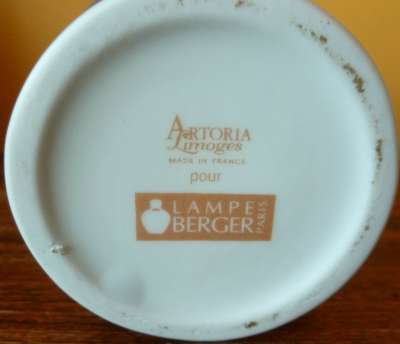 ARTORIA
Limoges
MADE IN FRANCE
pour
LAMPE
BERGER
PARIS